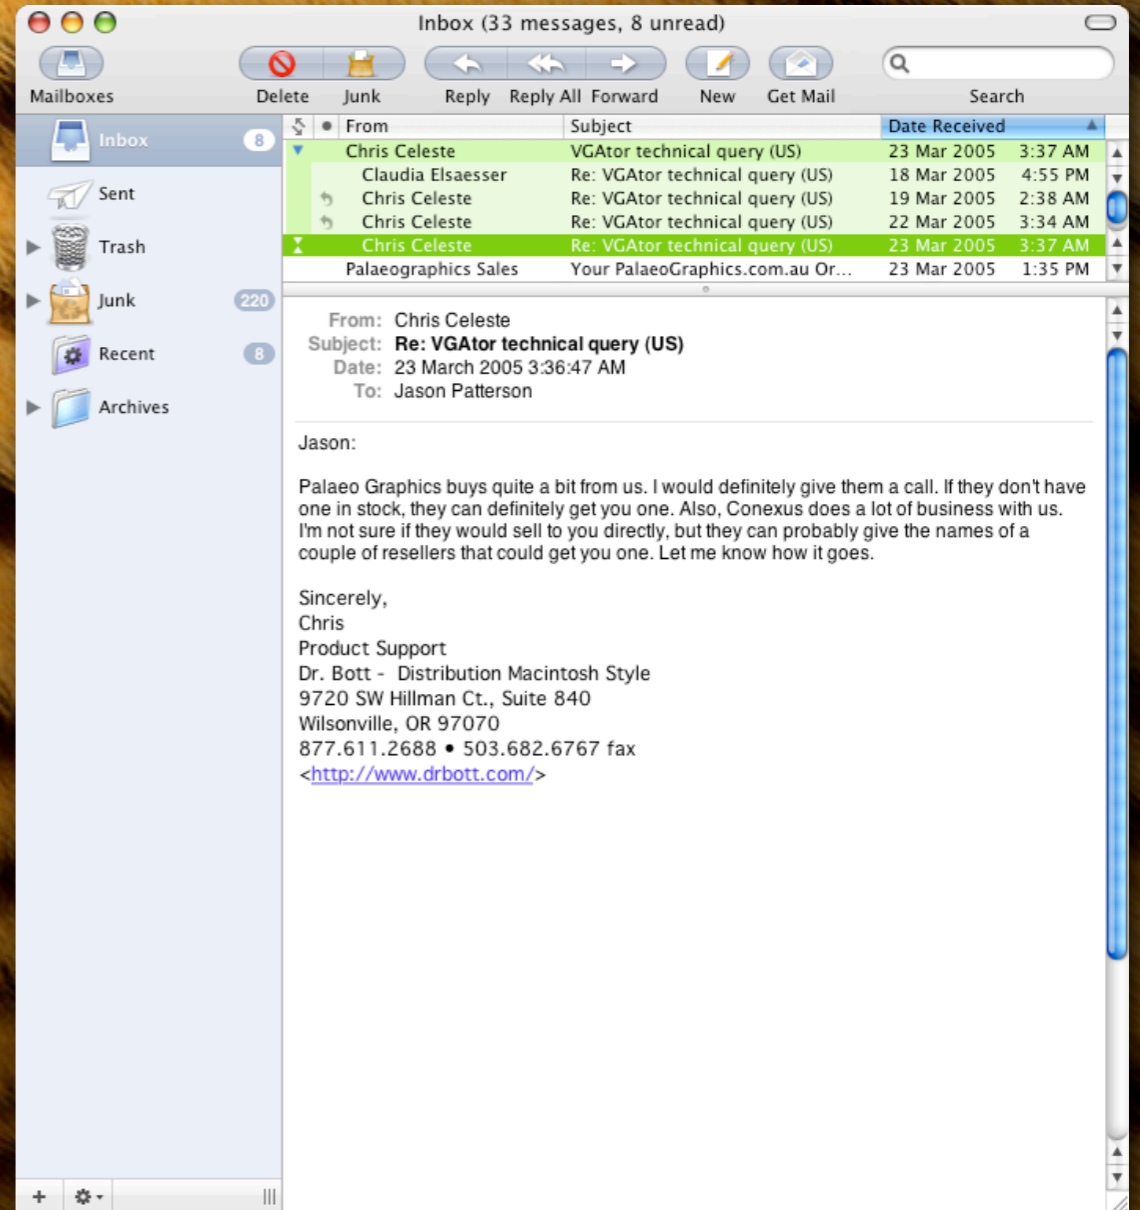 Inbox (33 messages, 8 unread)
Mailboxes Delete Junk Reply Reply All Forward New Get Mail Search
Inbox 8
Sent
Trash
Junk 220
Recent 8
Archives
From Subject Date Received
Chris Celeste VGAtor technical query (US) 23 Mar 2005 3:37 AM
Claudia Elsaesser Re: VGAtor technical query (US) 18 Mar 2005 4:55 PM
Chris Celeste Re: VGAtor technical query (US) 19 Mar 2005 2:38 AM
Chris Celeste Re: VGAtor technical query (US) 22 Mar 2005 3:34 AM
Chris Celeste Re: VGAtor technical query (US) 23 Mar 2005 3:37 AM
Palaeographics Sales Your PalaeoGraphics.com.au Or... 23 Mar 2005 1:35 PM
From: Chris Celeste
Subject: Re: VGAtor technical query (US)
Date: 23 March 2005 3:36:47 AM
To: Jason Patterson
Jason:
Palaeo Graphics buys quite a bit from us. I would definitely give them a call. If they don't have
one in stock, they can definitely get you one. Also, Conexus does a lot of business with us.
I'm not sure if they would sell to you directly, but they can probably give the names of a
couple of resellers that could get you one. Let me know how it goes.
Sincerely,
Chris
Product Support
Dr. Bott - Distribution Macintosh Style
9720 SW Hillman Ct., Suite 840
Wilsonville, OR 97070
877.611.2688 • 503.682.6767 fax
<http://www.drbott.com/>